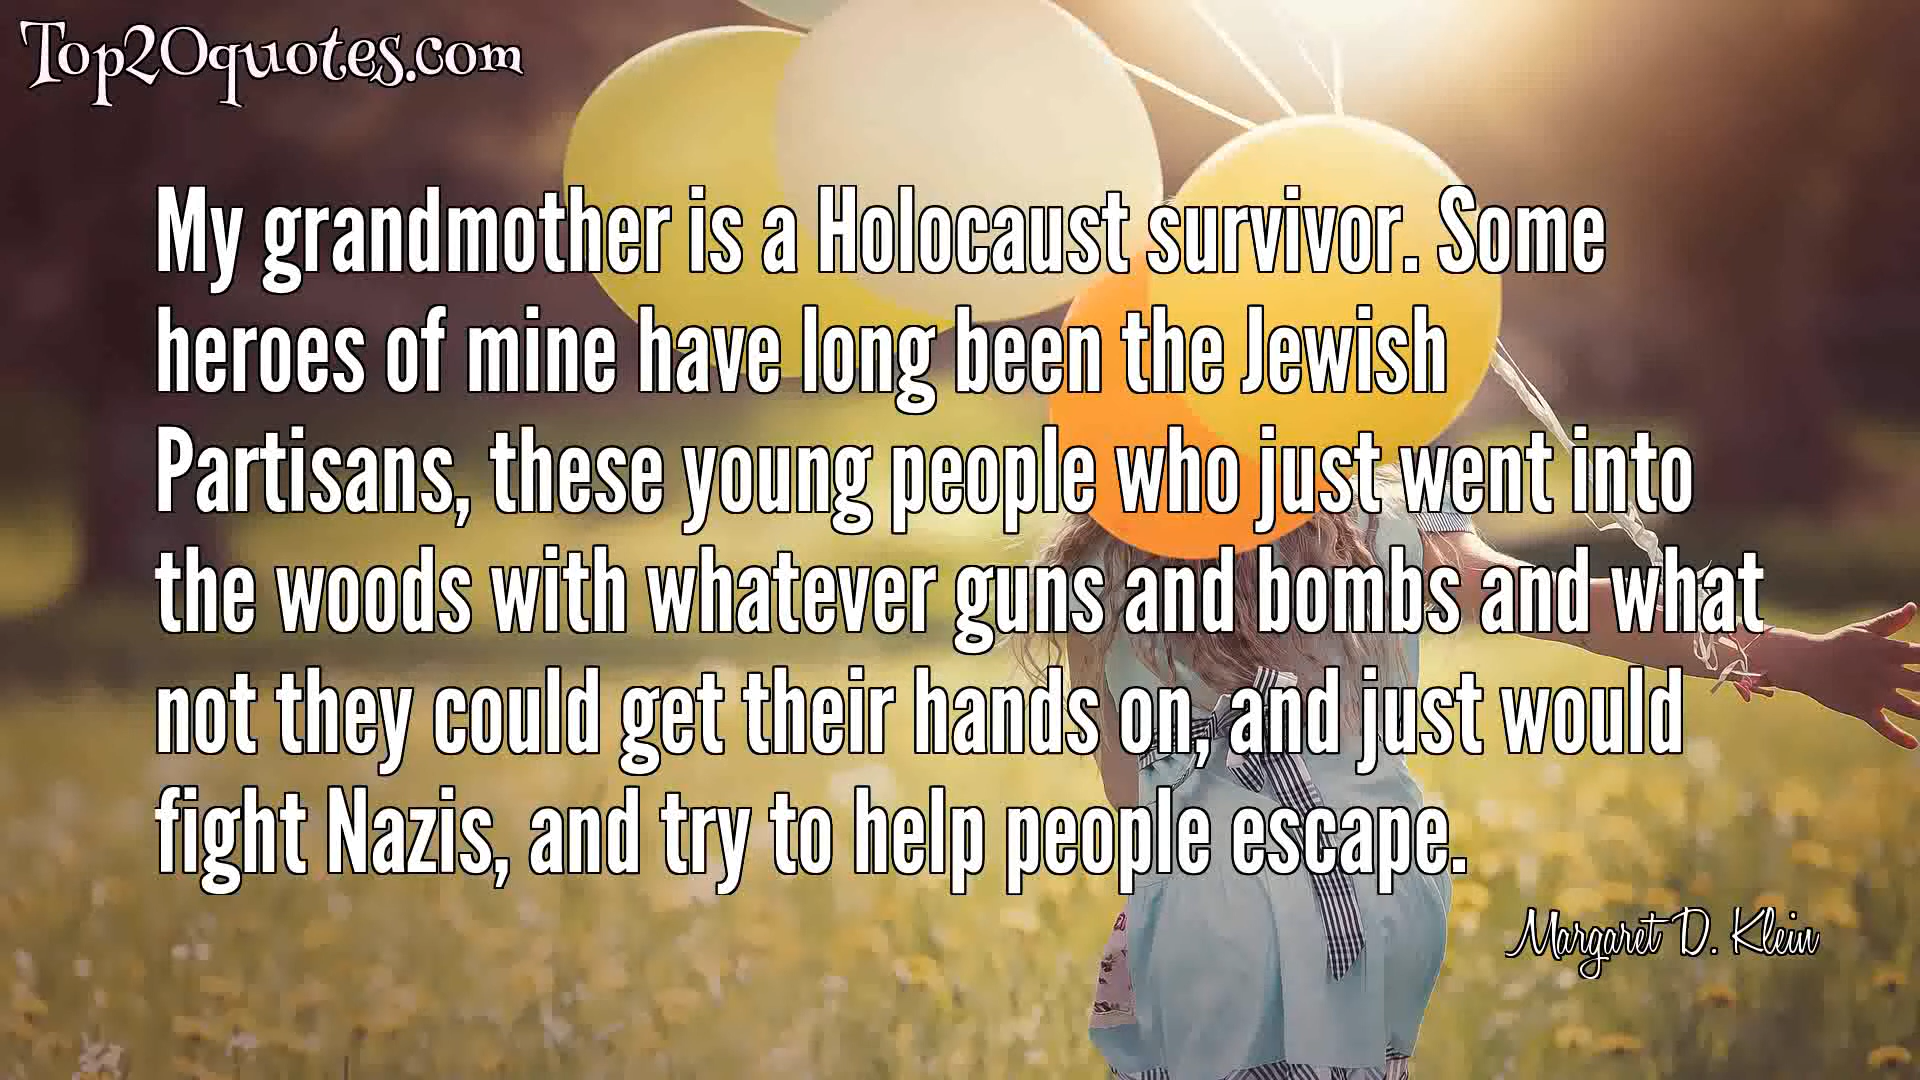 Top20quotes.com
My grandmother is a Holocaust survivor. Some
heroes of mine have long been the Jewish
Partisans, these young people who just went into
the woods with whatever guns and bombs and what
not they could get their hands on, and just would
fight Nazis, and try to help people escape.
Margaret D. Klein